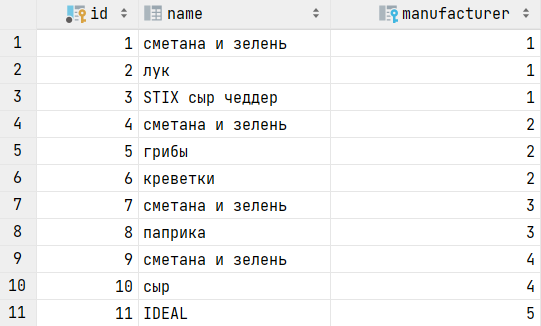 id name manufacturer
1 1 сметана и зелень 1
2 2 лук 1
3 3 STIX сыр чеддер 1
4 4 сметана и зелень 2
5 5 грибы 2
6 6 креветки 2
7 7 сметана и зелень 3
8 8 паприка 3
9 9 сметана и зелень 4
10 10 сыр 4
11 11 IDEAL 5